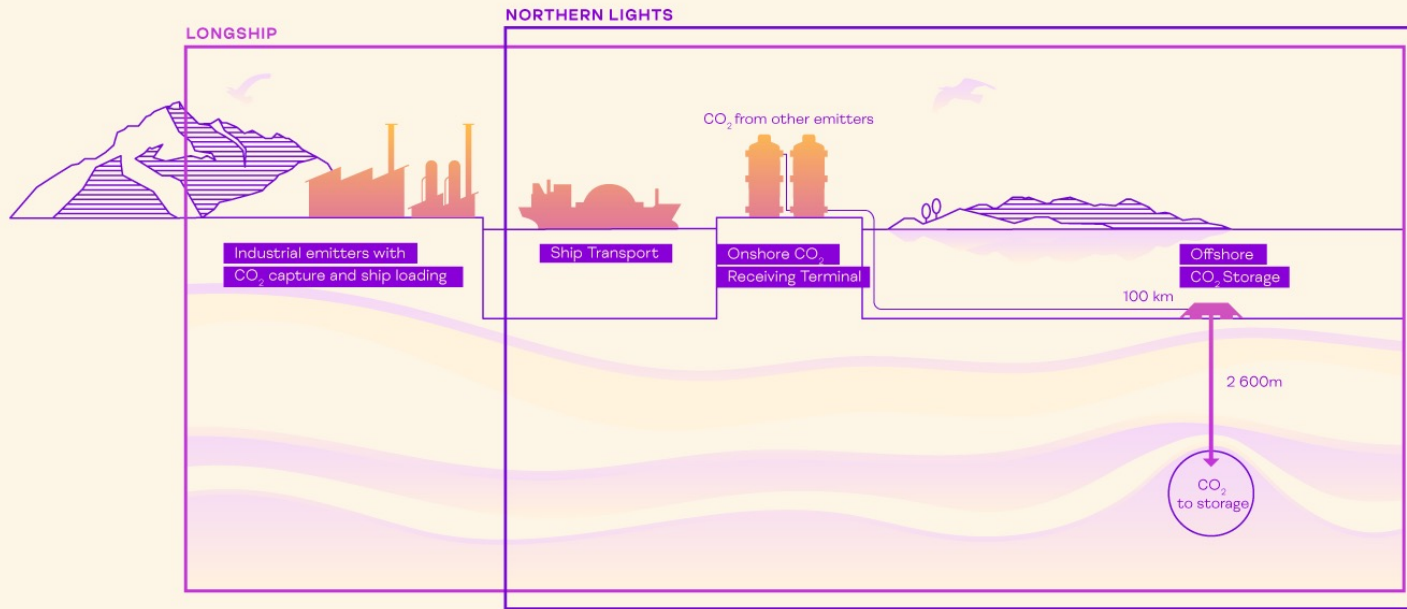 NORTHERN LIGHTS
LONGSHIP
CO₂ from other emitters
Industrial emitters with
CO₂ capture and ship loading
Ship Transport
Onshore CO₂
Receiving Terminal
Offshore
CO₂ Storage
100 km
2 600m
CO₂
to storage